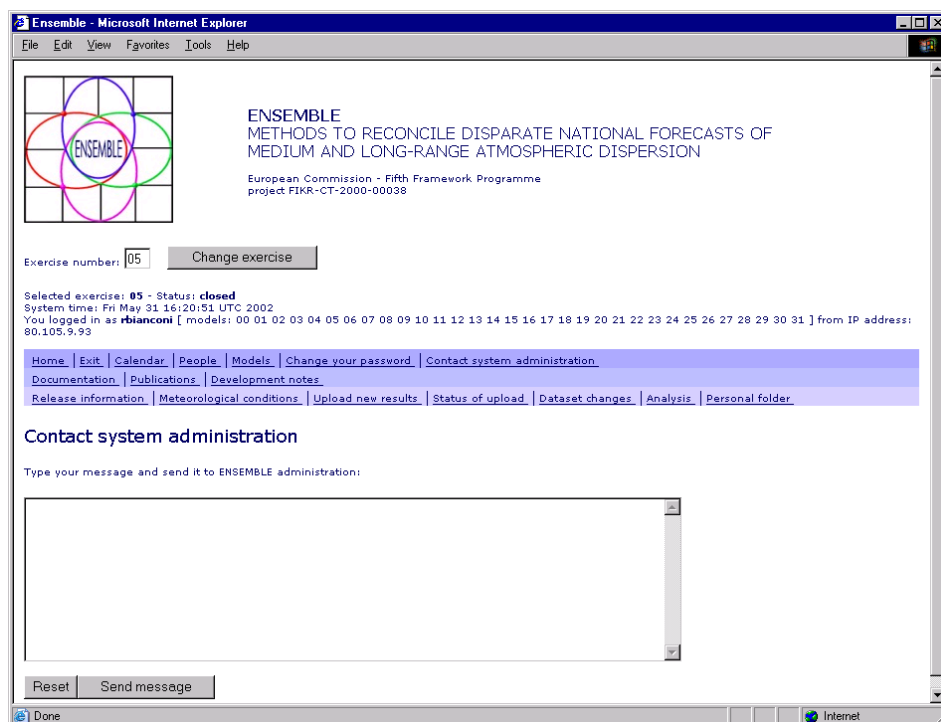 Ensemble - Microsoft Internet Explorer
File Edit View Favorites Tools Help
ENSEMBLE
ENSEMBLE
METHODS TO RECONCILE DISPARATE NATIONAL FORECASTS OF
MEDIUM AND LONG-RANGE ATMOSPHERIC DISPERSION
European Commission - Fifth Framework Programme
project FIKR-CT-2000-00038
Exercise number: 05 Change exercise
Selected exercise: 05 - Status: closed
System time: Fri May 31 16:20:51 UTC 2002
You logged in as rbianconi [ models: 00 01 02 03 04 05 06 07 08 09 10 11 12 13 14 15 16 17 18 19 20 21 22 23 24 25 26 27 28 29 30 31 ] from IP address:
80.105.9.93
Home | Exit | Calendar | People | Models | Change your password | Contact system administration
Documentation | Publications | Development notes
Release information | Meteorological conditions | Upload new results | Status of upload | Dataset changes | Analysis | Personal folder
Contact system administration
Type your message and send it to ENSEMBLE administration:
Reset Send message
Done Internet